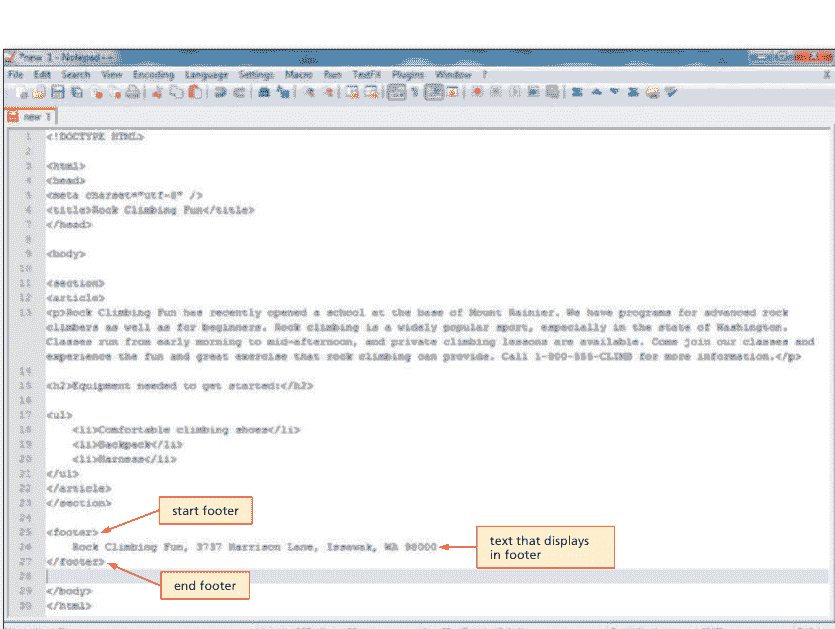 *new 1 - Notepad++
File Edit Search View Encoding Language Settings Macro Run TextFX Plugins Window ? X
new 1
1 <!DOCTYPE HTML>
2
3 <html>
4 <head>
5 <meta charset="utf-8" />
6 <title>Rock Climbing Fun</title>
7 </head>
8
9 <body>
10
11 <section>
12 <article>
13 <p>Rock Climbing Fun has recently opened a school at the base of Mount Rainier. We have programs for advanced rock
climbers as well as for beginners. Rock climbing is a widely popular sport, especially in the state of Washington.
Classes run from early morning to mid-afternoon, and private climbing lessons are available. Come join our classes and
experience the fun and great exercise that rock climbing can provide. Call 1-800-555-CLIMB for more information.</p>
14
15 <h2>Equipment needed to get started:</h2>
16
17 <ul>
18 <li>Comfortable climbing shoes</li>
19 <li>Backpack</li>
20 <li>Harness</li>
21 </ul>
22 </article>
23 </section>
start footer
24
25 <footer>
26 Rock Climbing Fun, 3737 Harrison Lane, Issawak, WA 98000
text that displays
in footer
27 </footer>
end footer
28
29 </body>
30 </html>